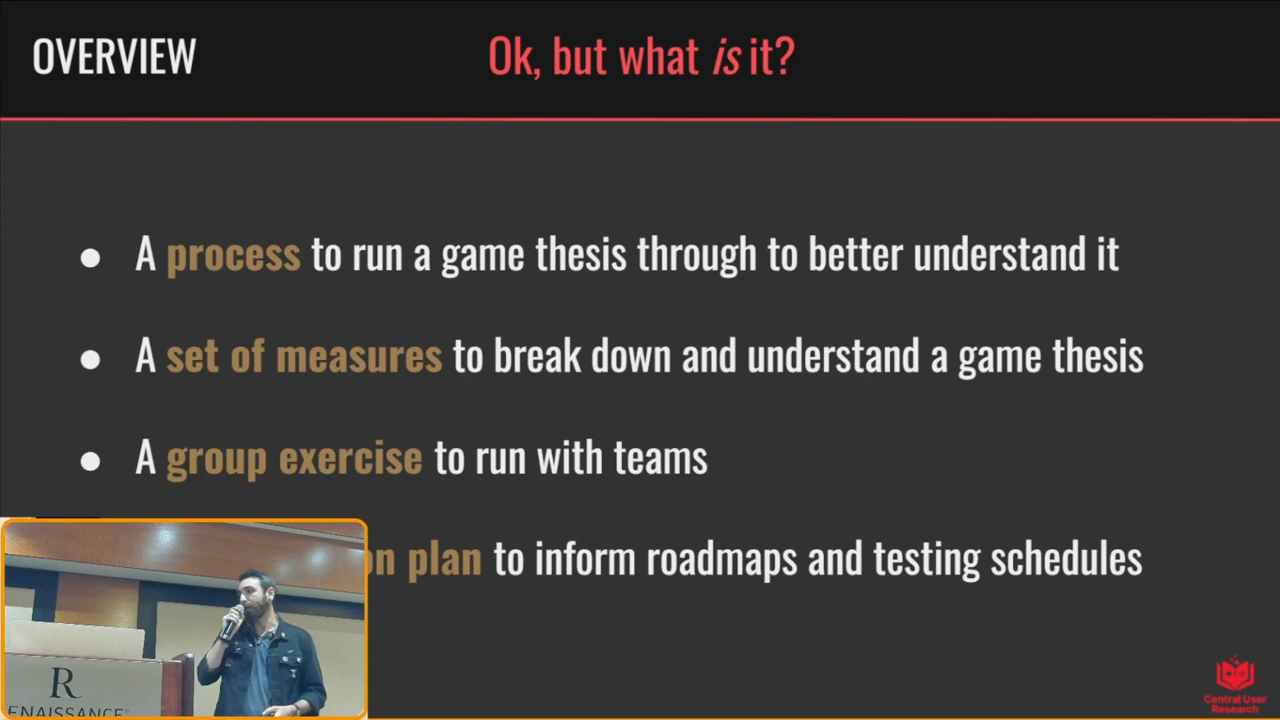 OVERVIEW
Ok, but what is it?
● A process to run a game thesis through to better understand it
● A set of measures to break down and understand a game thesis
● A group exercise to run with teams
plan to inform roadmaps and testing schedules
R
ENAISSANCE®
Central User
Research